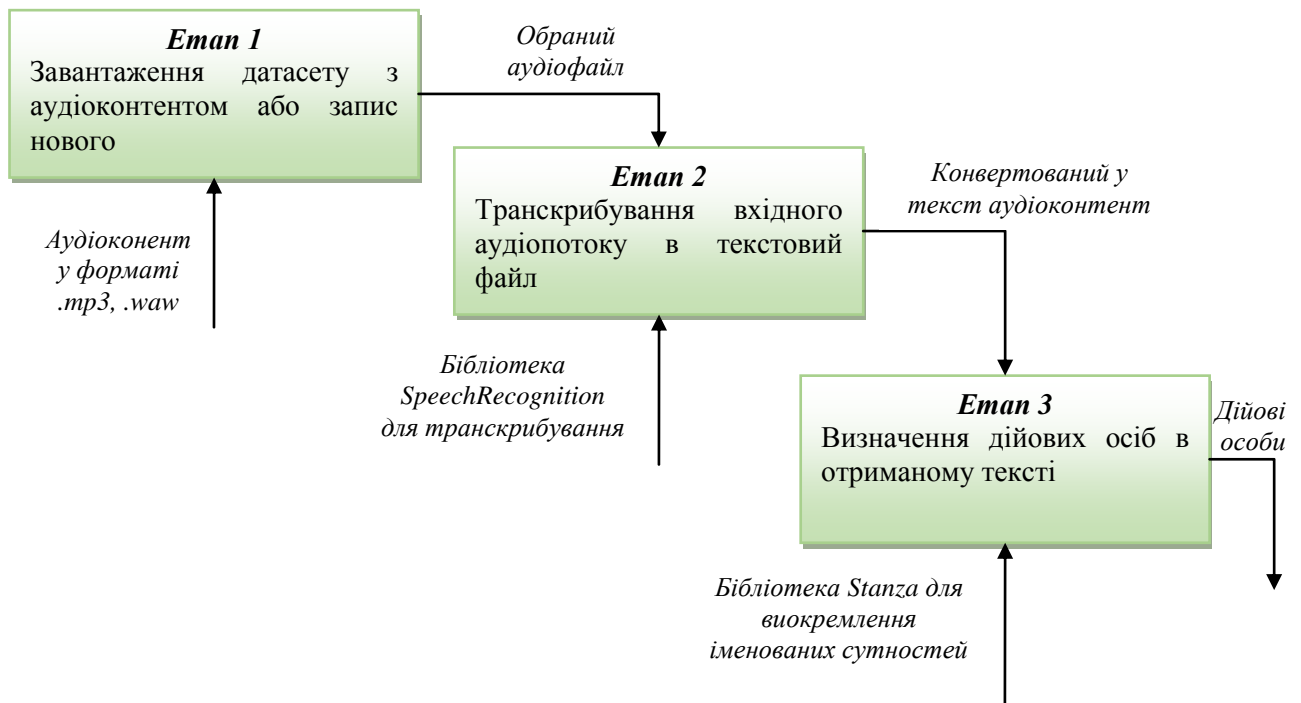 Етап 1
Завантаження датасету з
аудіоконтентом або запис
нового
Обраний
аудіофайл
Аудіоконент
у форматі
.mp3, .waw
Етап 2
Транскрибування вхідного
аудіопотоку в текстовий
файл
Конвертований у
текст аудіоконтент
Бібліотека
SpeechRecognition
для транскрибування
Етап 3
Визначення дійових осіб в
отриманому тексті
Дійові
особи
Бібліотека Stanza для
виокремлення
іменованих сутностей